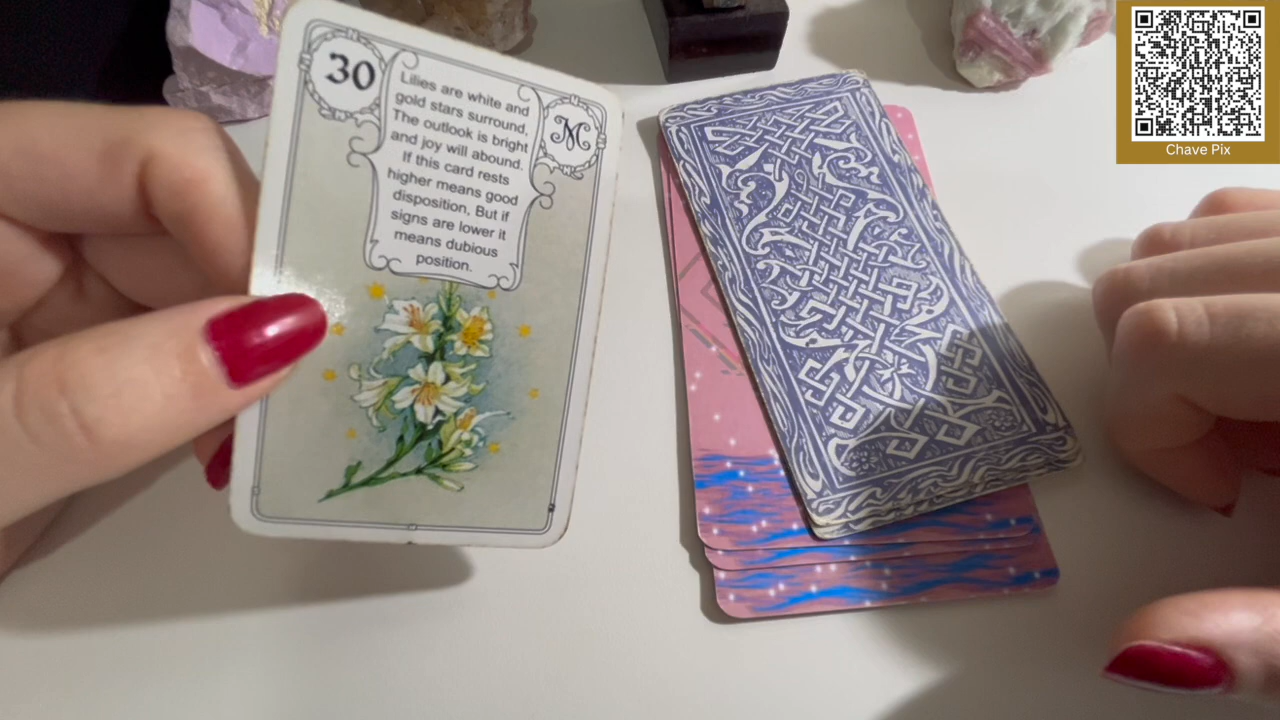 30
Lilies are white and
gold stars surround,
The outlook is bright
and joy will abound.
If this card rests
higher means good
disposition, But if
signs are lower it
means dubious
position.
M
Chave Pix